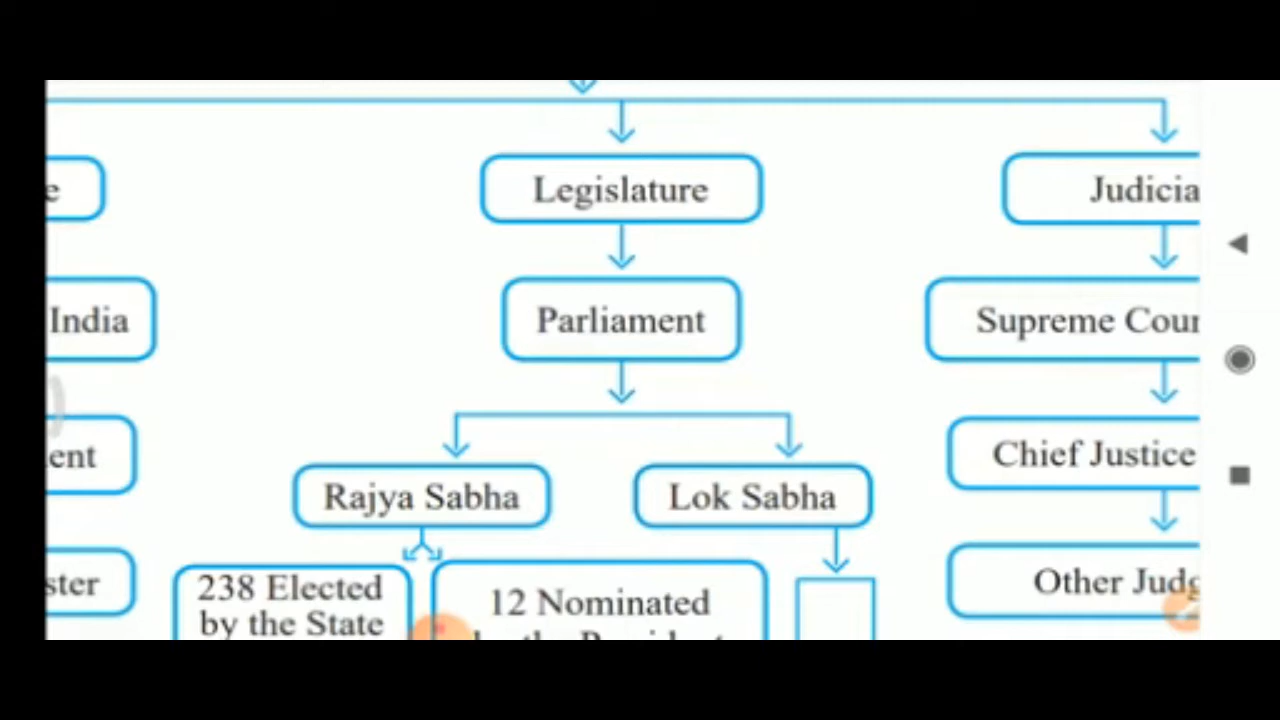 e
Legislature
Judicia
India
Parliament
Supreme Cour
ent
Chief Justice
Rajya Sabha
Lok Sabha
ster
238 Elected
by the State
12 Nominated
Other Judg